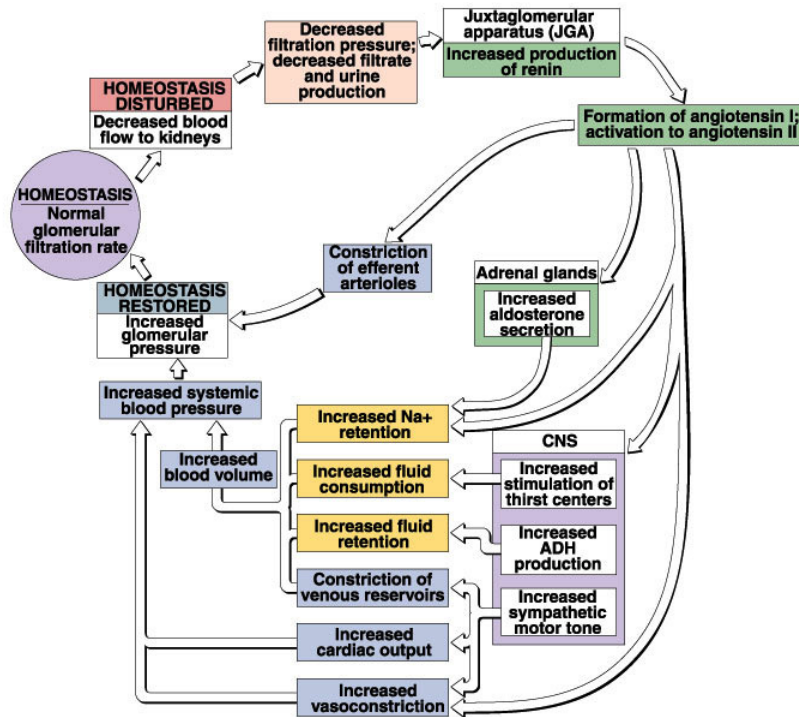 Decreased
filtration pressure;
decreased filtrate
and urine
production
Juxtaglomerular
apparatus (JGA)
Increased production
of renin
HOMEOSTASIS
DISTURBED
Decreased blood
flow to kidneys
Formation of angiotensin I;
activation to angiotensin II
HOMEOSTASIS
Normal
glomerular
filtration rate
Constriction
of efferent
arterioles
Adrenal glands
Increased
aldosterone
secretion
HOMEOSTASIS
RESTORED
Increased
glomerular
pressure
Increased systemic
blood pressure
Increased
blood volume
Increased Na+
retention
Increased fluid
consumption
Increased fluid
retention
Constriction of
venous reservoirs
Increased
cardiac output
Increased
vasoconstriction
CNS
Increased
stimulation of
thirst centers
Increased
ADH
production
Increased
sympathetic
motor tone